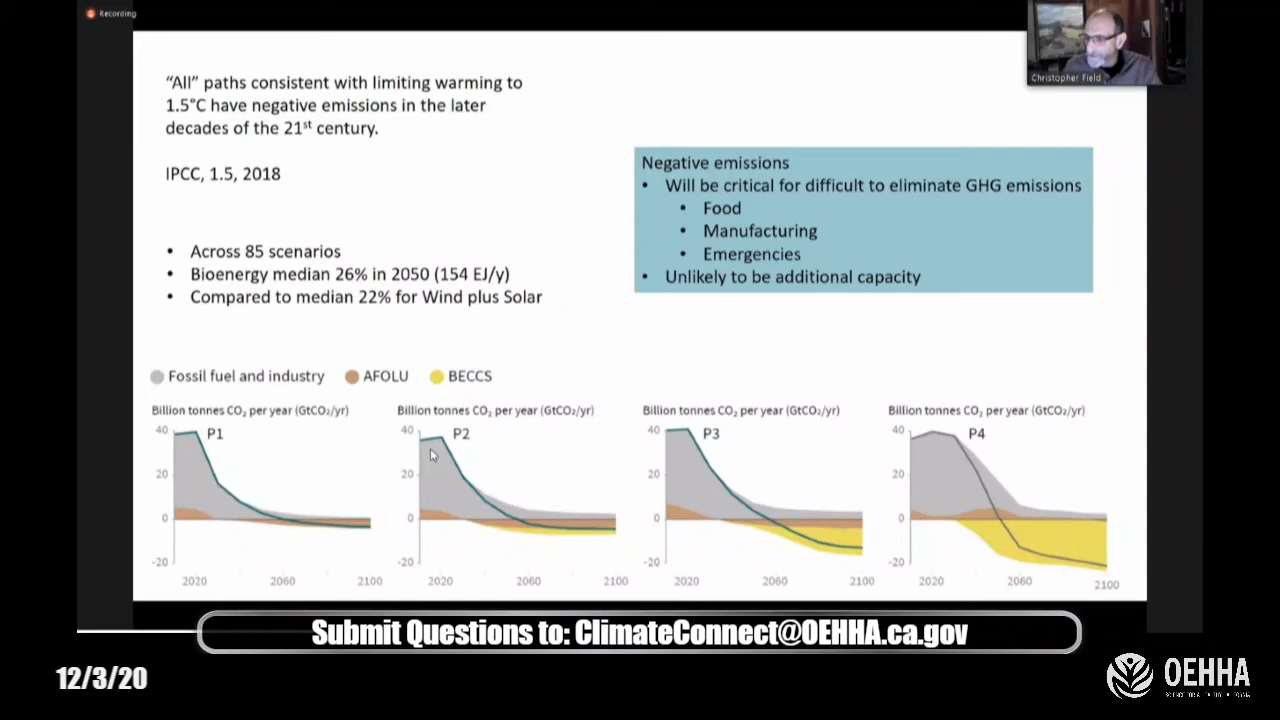 Recording
Christopher Field
“All” paths consistent with limiting warming to
1.5°C have negative emissions in the later
decades of the 21st century.
IPCC, 1.5, 2018
• Across 85 scenarios
• Bioenergy median 26% in 2050 (154 EJ/y)
• Compared to median 22% for Wind plus Solar
Negative emissions
• Will be critical for difficult to eliminate GHG emissions
• Food
• Manufacturing
• Emergencies
• Unlikely to be additional capacity
Fossil fuel and industry AFOLU BECCS
Billion tonnes CO₂ per year (GtCO₂/yr) Billion tonnes CO₂ per year (GtCO₂/yr) Billion tonnes CO₂ per year (GtCO₂/yr) Billion tonnes CO₂ per year (GtCO₂/yr)
40 P1 40 P2 40 P3 40 P4
20 20 20 20
0 0 0 0
-20 -20 -20 -20
2020 2060 2100 2020 2060 2100 2020 2060 2100 2020 2060 2100
Submit Questions to: ClimateConnect@OEHHA.ca.gov
12/3/20
OEHHA